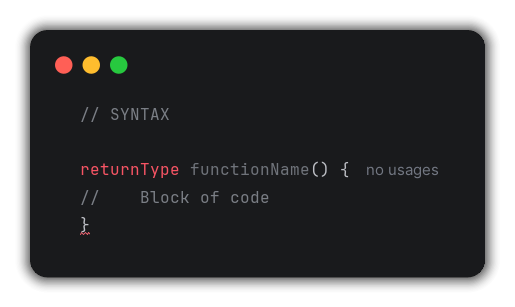 // SYNTAX
returnType functionName() { no usages
//    Block of code
}